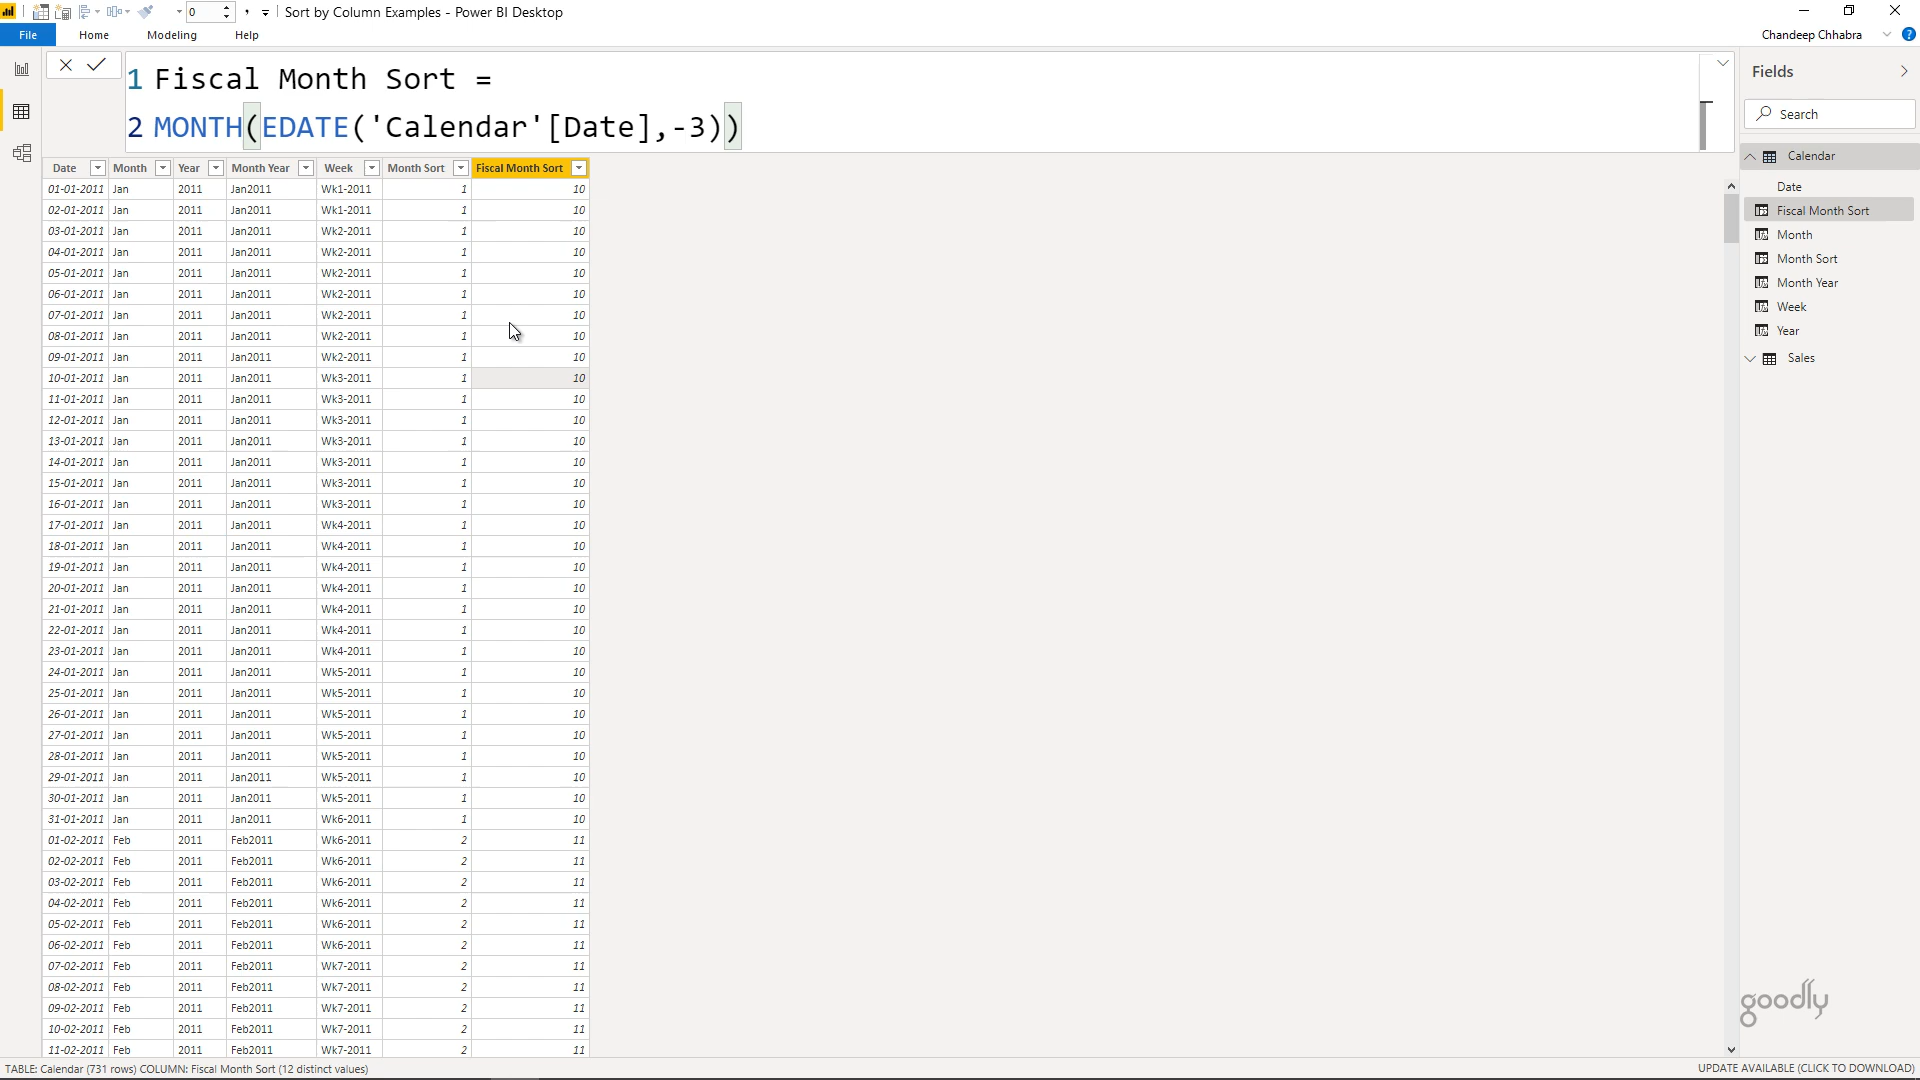 0
Sort by Column Examples - Power BI Desktop
File Home Modeling Help
Chandeep Chhabra
?
1 Fiscal Month Sort =
2 MONTH(EDATE('Calendar'[Date],-3))
Date Month Year Month Year Week Month Sort Fiscal Month Sort
01-01-2011 Jan 2011 Jan2011 Wk1-2011 1 10
02-01-2011 Jan 2011 Jan2011 Wk1-2011 1 10
03-01-2011 Jan 2011 Jan2011 Wk2-2011 1 10
04-01-2011 Jan 2011 Jan2011 Wk2-2011 1 10
05-01-2011 Jan 2011 Jan2011 Wk2-2011 1 10
06-01-2011 Jan 2011 Jan2011 Wk2-2011 1 10
07-01-2011 Jan 2011 Jan2011 Wk2-2011 1 10
08-01-2011 Jan 2011 Jan2011 Wk2-2011 1 10
09-01-2011 Jan 2011 Jan2011 Wk2-2011 1 10
10-01-2011 Jan 2011 Jan2011 Wk3-2011 1 10
11-01-2011 Jan 2011 Jan2011 Wk3-2011 1 10
12-01-2011 Jan 2011 Jan2011 Wk3-2011 1 10
13-01-2011 Jan 2011 Jan2011 Wk3-2011 1 10
14-01-2011 Jan 2011 Jan2011 Wk3-2011 1 10
15-01-2011 Jan 2011 Jan2011 Wk3-2011 1 10
16-01-2011 Jan 2011 Jan2011 Wk3-2011 1 10
17-01-2011 Jan 2011 Jan2011 Wk4-2011 1 10
18-01-2011 Jan 2011 Jan2011 Wk4-2011 1 10
19-01-2011 Jan 2011 Jan2011 Wk4-2011 1 10
20-01-2011 Jan 2011 Jan2011 Wk4-2011 1 10
21-01-2011 Jan 2011 Jan2011 Wk4-2011 1 10
22-01-2011 Jan 2011 Jan2011 Wk4-2011 1 10
23-01-2011 Jan 2011 Jan2011 Wk4-2011 1 10
24-01-2011 Jan 2011 Jan2011 Wk5-2011 1 10
25-01-2011 Jan 2011 Jan2011 Wk5-2011 1 10
26-01-2011 Jan 2011 Jan2011 Wk5-2011 1 10
27-01-2011 Jan 2011 Jan2011 Wk5-2011 1 10
28-01-2011 Jan 2011 Jan2011 Wk5-2011 1 10
29-01-2011 Jan 2011 Jan2011 Wk5-2011 1 10
30-01-2011 Jan 2011 Jan2011 Wk5-2011 1 10
31-01-2011 Jan 2011 Jan2011 Wk6-2011 1 10
01-02-2011 Feb 2011 Feb2011 Wk6-2011 2 11
02-02-2011 Feb 2011 Feb2011 Wk6-2011 2 11
03-02-2011 Feb 2011 Feb2011 Wk6-2011 2 11
04-02-2011 Feb 2011 Feb2011 Wk6-2011 2 11
05-02-2011 Feb 2011 Feb2011 Wk6-2011 2 11
06-02-2011 Feb 2011 Feb2011 Wk6-2011 2 11
07-02-2011 Feb 2011 Feb2011 Wk7-2011 2 11
08-02-2011 Feb 2011 Feb2011 Wk7-2011 2 11
09-02-2011 Feb 2011 Feb2011 Wk7-2011 2 11
10-02-2011 Feb 2011 Feb2011 Wk7-2011 2 11
11-02-2011 Feb 2011 Feb2011 Wk7-2011 2 11
Fields
Search
Calendar
Date
Fiscal Month Sort
Month
Month Sort
Month Year
Week
Year
Sales
goodly
TABLE: Calendar (731 rows) COLUMN: Fiscal Month Sort (12 distinct values)
UPDATE AVAILABLE (CLICK TO DOWNLOAD)